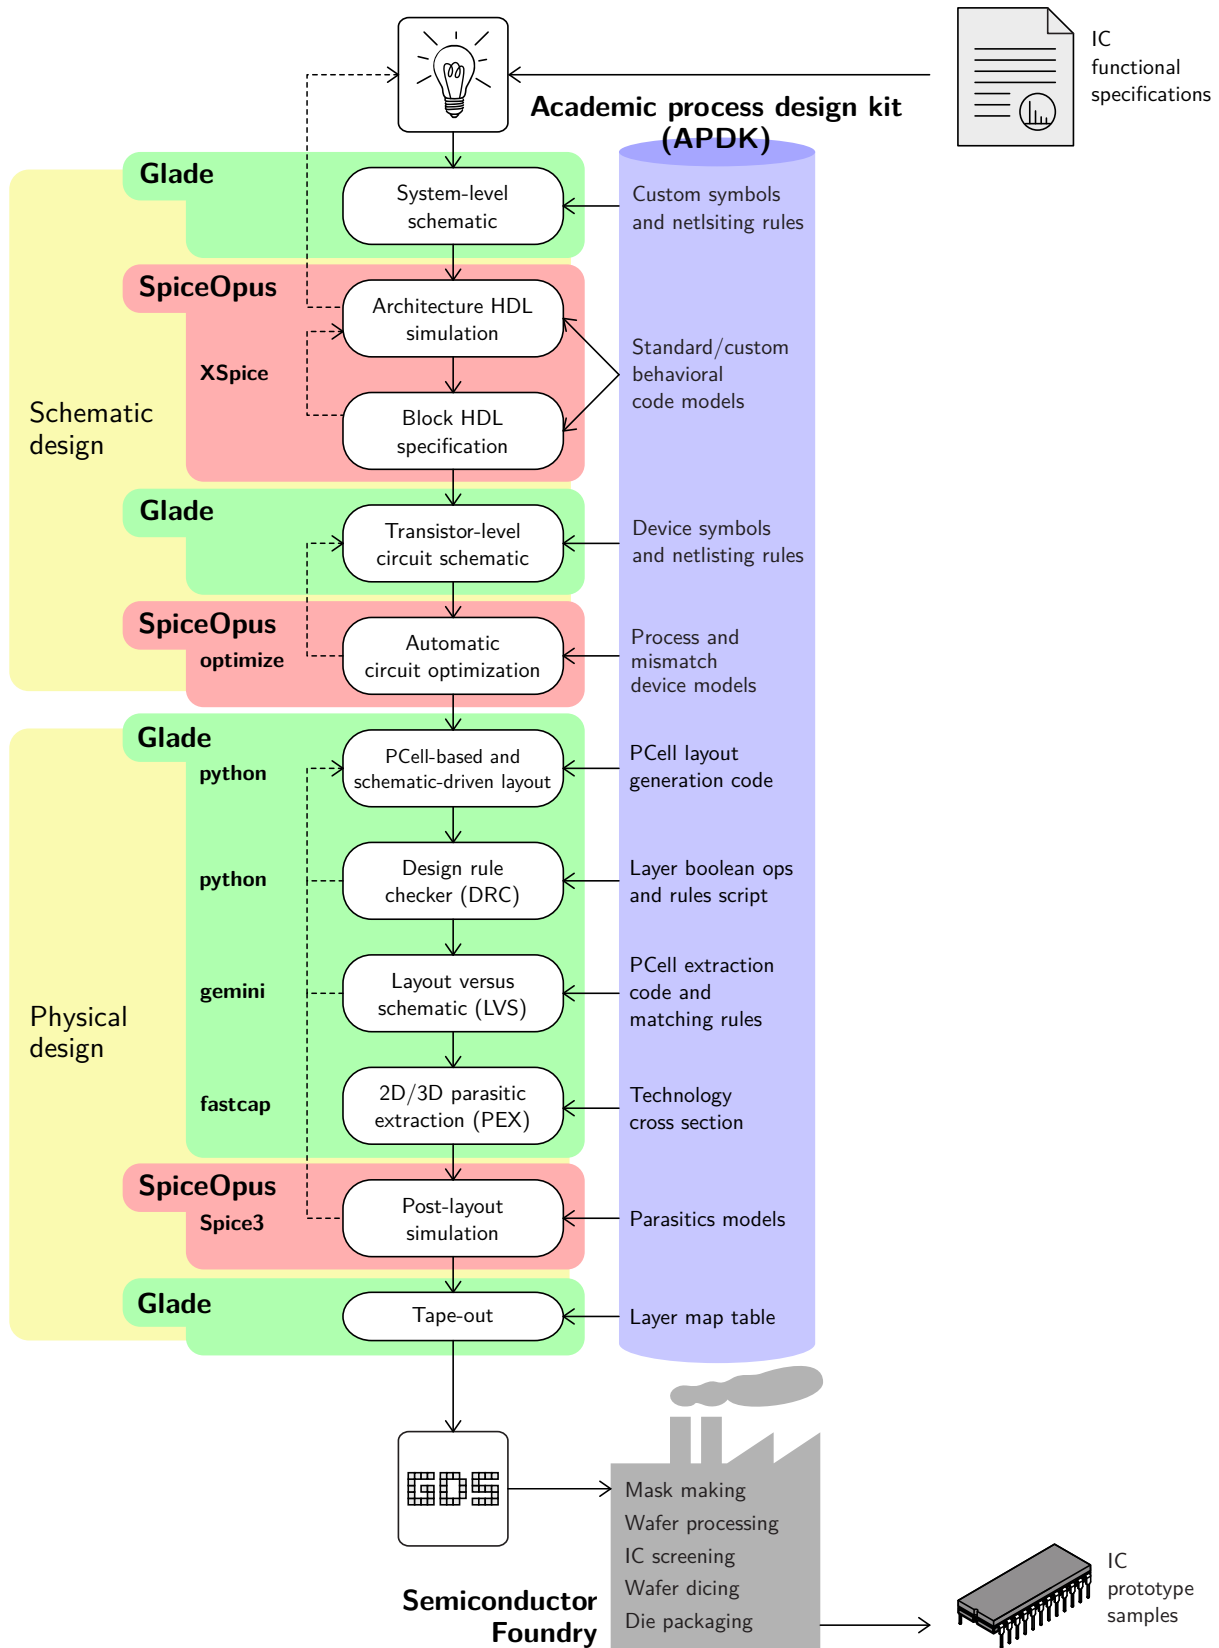 IC
functional
specifications
Academic process design kit
(APDK)
Glade
System-level
schematic
Custom symbols
and netlsiting rules
SpiceOpus
Architecture HDL
simulation
XSpice
Standard/custom
behavioral
code models
Schematic
design
Block HDL
specification
Glade
Transistor-level
circuit schematic
Device symbols
and netlisting rules
SpiceOpus
optimize
Automatic
circuit optimization
Process and
mismatch
device models
Glade
python
PCell-based and
schematic-driven layout
PCell layout
generation code
python
Design rule
checker (DRC)
Layer boolean ops
and rules script
gemini
Layout versus
schematic (LVS)
PCell extraction
code and
matching rules
Physical
design
fastcap
2D/3D parasitic
extraction (PEX)
Technology
cross section
SpiceOpus
Spice3
Post-layout
simulation
Parasitics models
Glade
Tape-out
Layer map table
GDS
Mask making
Wafer processing
IC screening
Wafer dicing
Die packaging
Semiconductor
Foundry
IC
prototype
samples